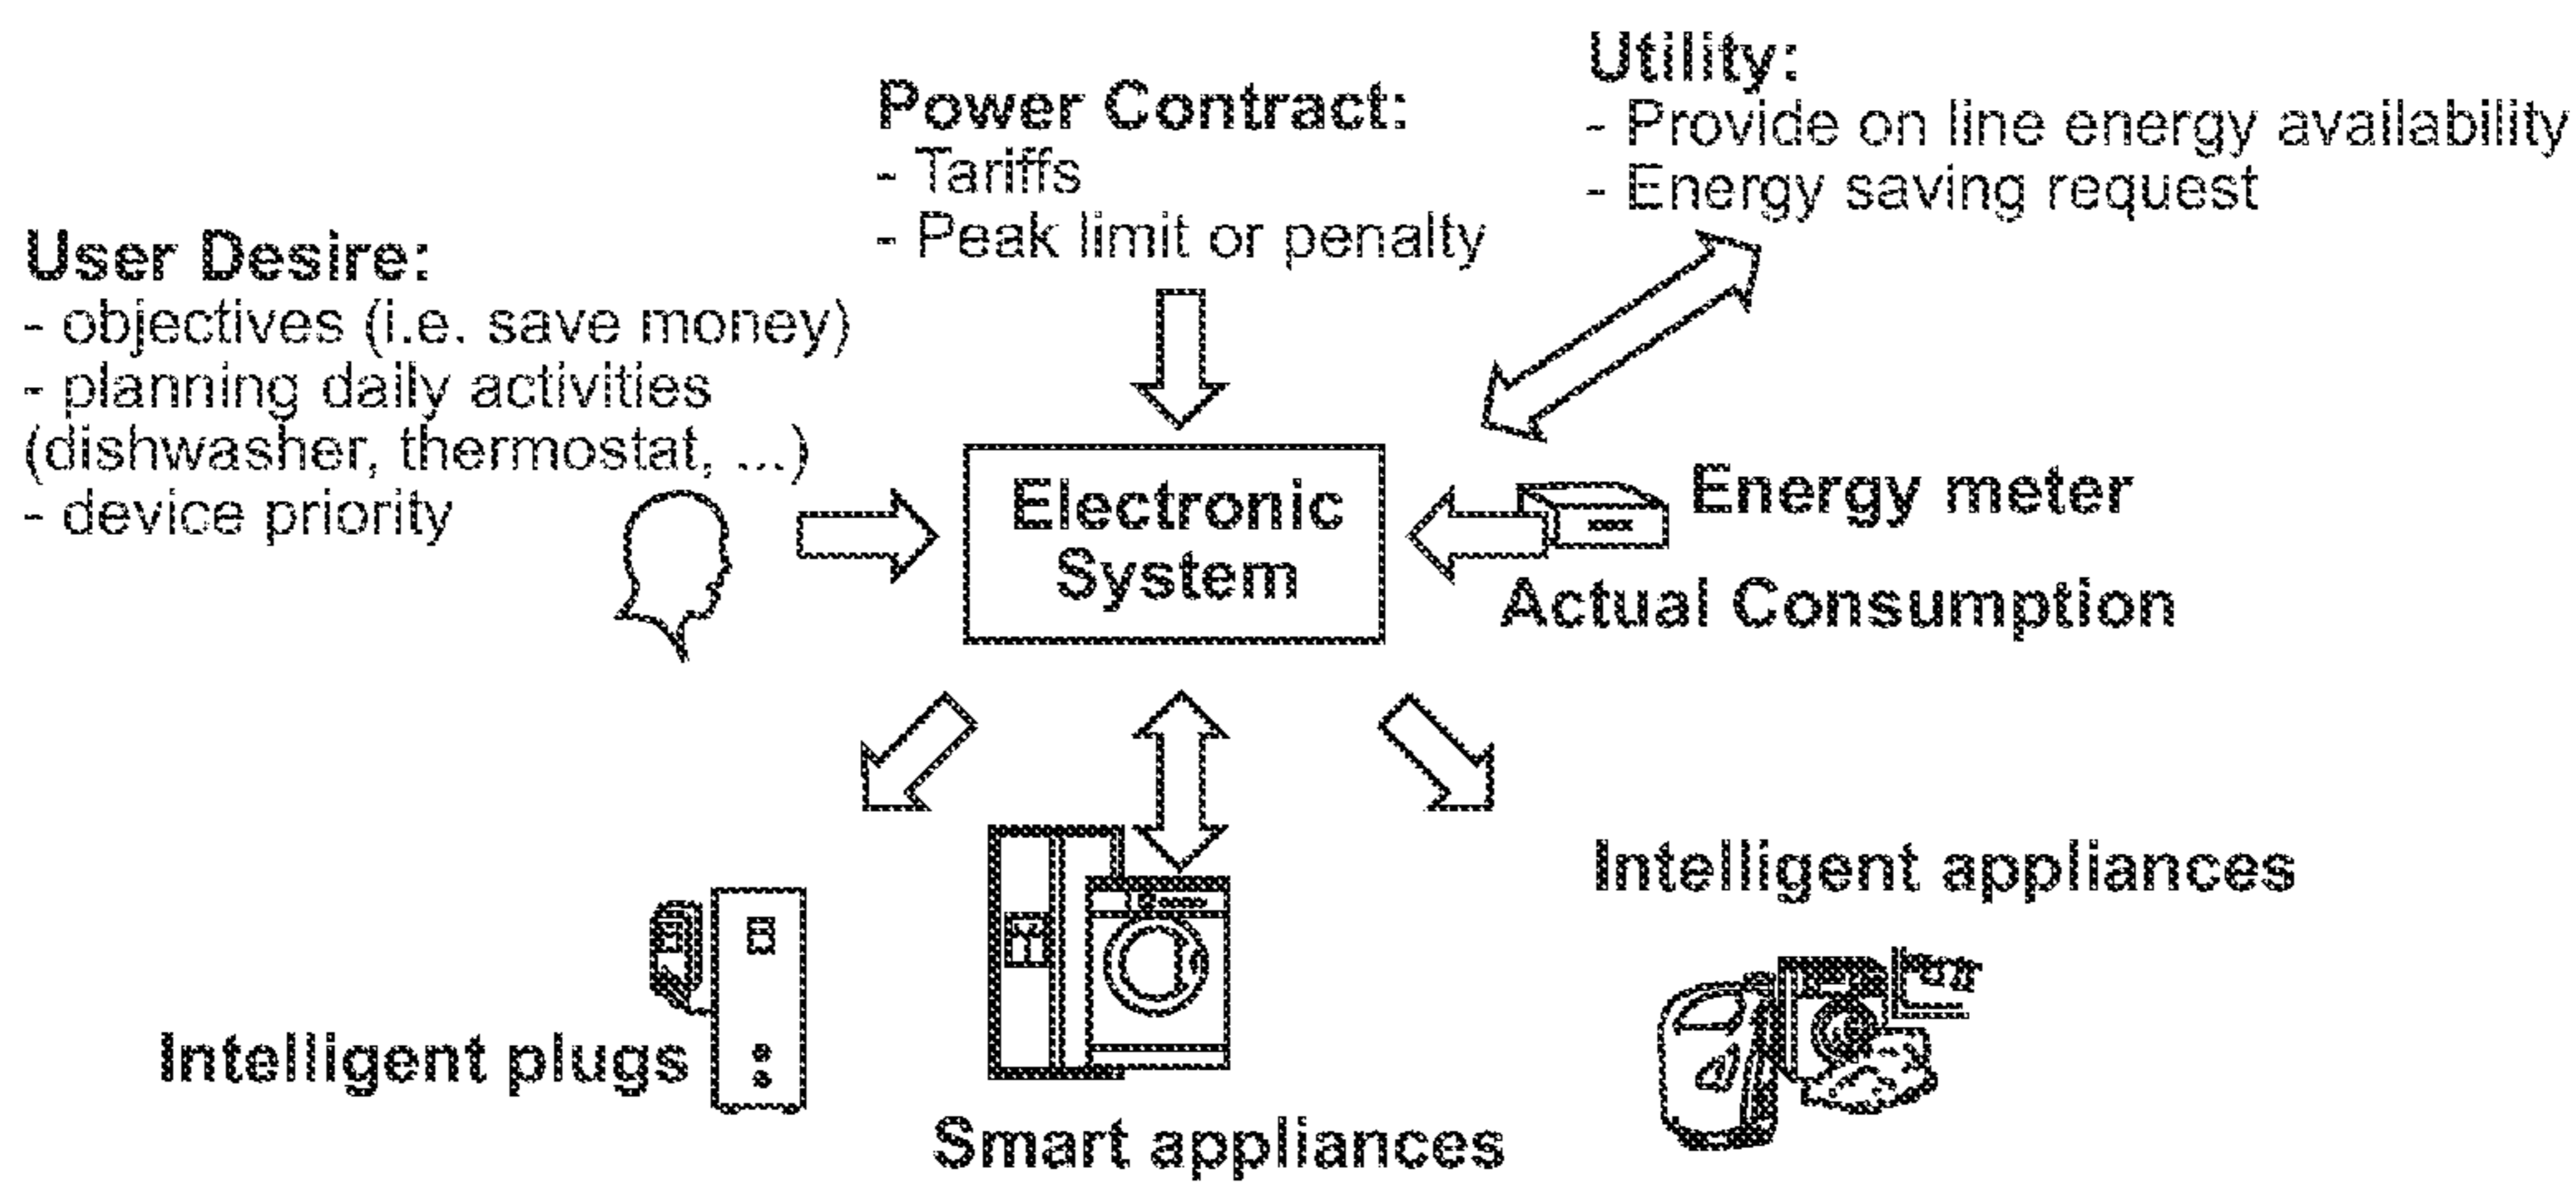 Utility:
- Provide on line energy availability
- Energy saving request
Power Contract:
- Tariffs
- Peak limit or penalty
User Desire:
- objectives (i.e. save money)
- planning daily activities
(dishwasher, thermostat, ...)
- device priority
Electronic
System
xxxx
Energy meter
Actual Consumption
Intelligent appliances
Intelligent plugs
Smart appliances